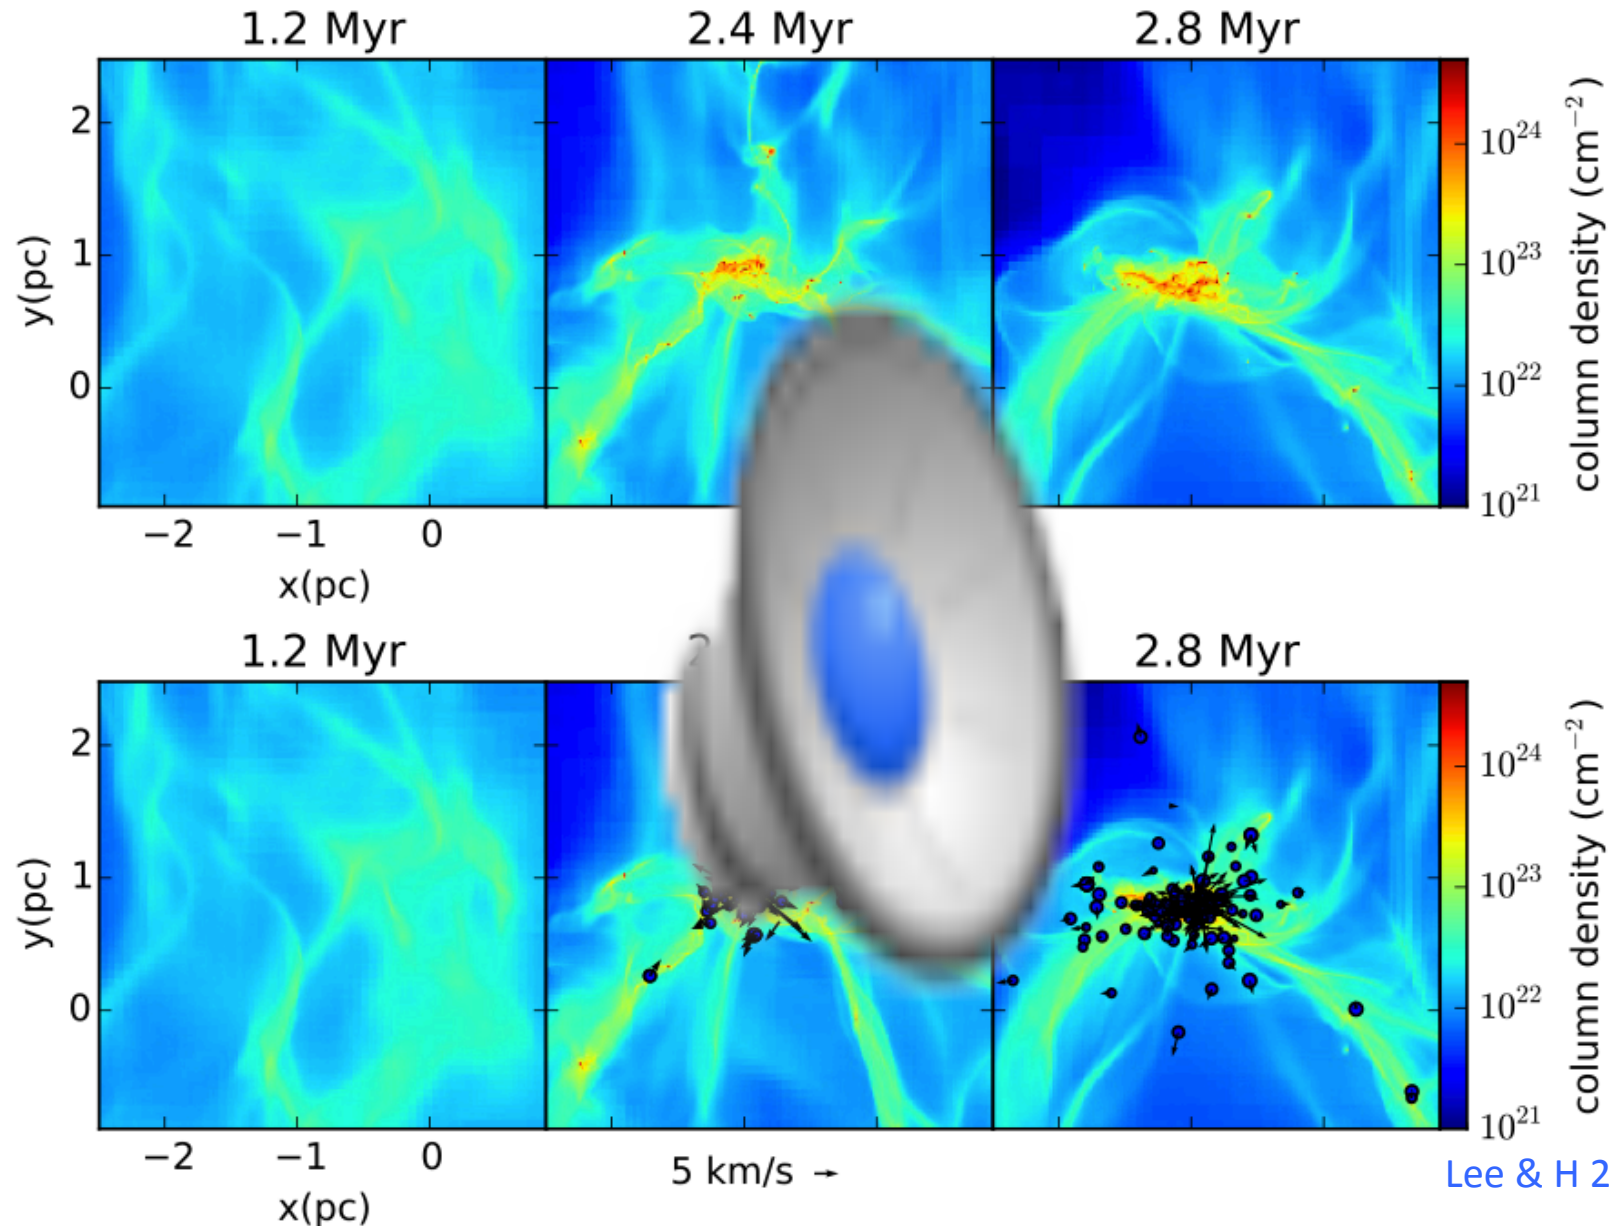 1.2 Myr 2.4 Myr 2.8 Myr
2
1
0
y(pc)
−2 −1 0
x(pc)
10^24
10^23
10^22
10^21
column density (cm^−2)
1.2 Myr 2.8 Myr
2
1
0
y(pc)
−2 −1 0
x(pc)
5 km/s →
10^24
10^23
10^22
10^21
column density (cm^−2)
Lee & H 2